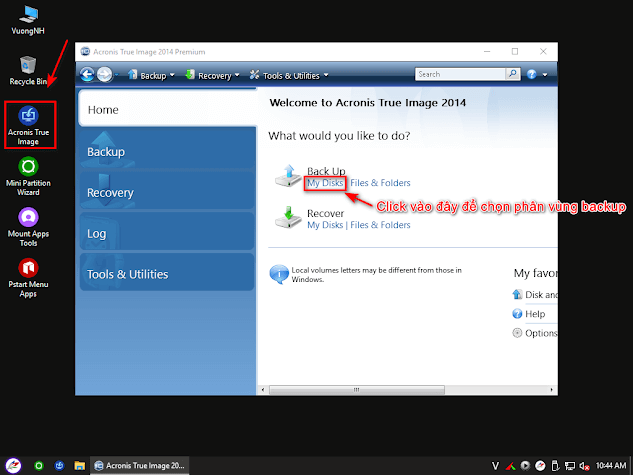 VuongNH
Recycle Bin
Acronis True
Image
Mini Partition
Wizard
Mount Apps
Tools
Pstart Menu
Apps
Acronis True Image 2014 Premium
Backup
Recovery
Tools & Utilities
Search
Home
Backup
Recovery
Log
Tools & Utilities
Welcome to Acronis True Image 2014
What would you like to do?
Back Up
My Disks | Files & Folders
Click vào đây để chọn phân vùng backup
Recover
My Disks | Files & Folders
Local volumes letters may be different from those in
Windows.
My favor
Disk and
Help
Options
Acronis True Image 20...
V
10:44 AM